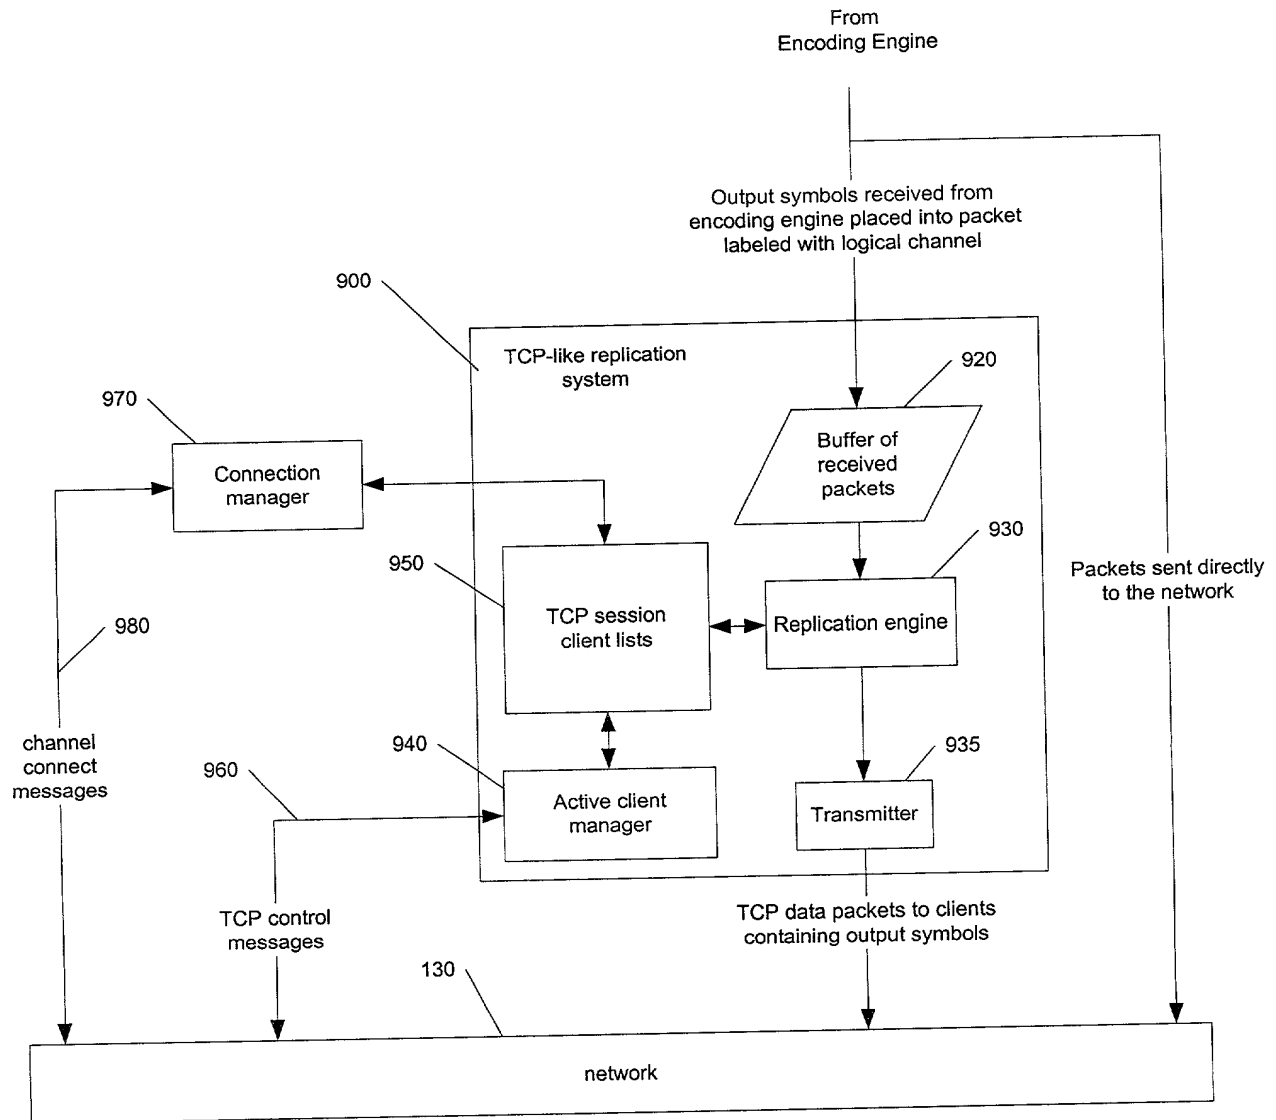 From
Encoding Engine
Output symbols received from
encoding engine placed into packet
labeled with logical channel
900
TCP-like replication
system
920
970
Connection
manager
Buffer of
received
packets
930
950
Packets sent directly
to the network
TCP session
client lists
Replication engine
980
channel
connect
messages
940
935
960
Active client
manager
Transmitter
TCP control
messages
TCP data packets to clients
containing output symbols
130
network